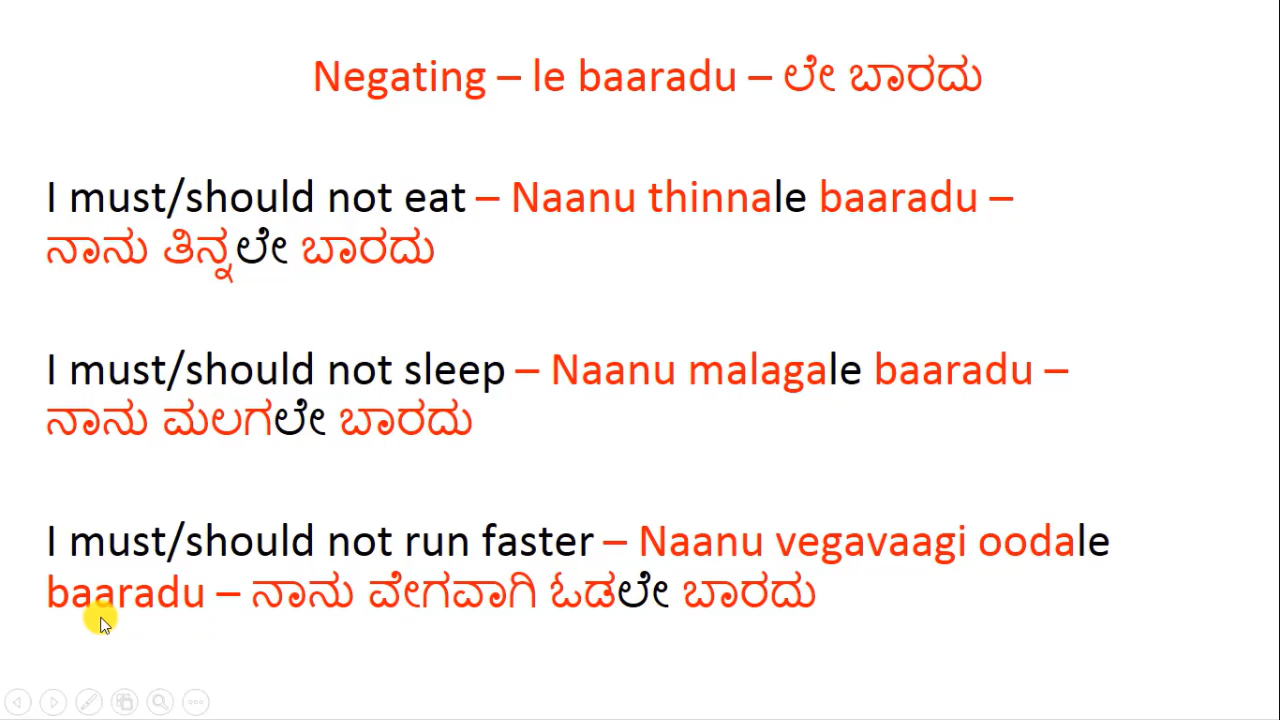 Negating – le baaradu – ಲೇ ಬಾರದು
I must/should not eat – Naanu thinnale baaradu –
ನಾನು ತಿನ್ನಲೇ ಬಾರದು
I must/should not sleep – Naanu malagale baaradu –
ನಾನು ಮಲಗಲೇ ಬಾರದು
I must/should not run faster – Naanu vegavaagi oodale
baaradu – ನಾನು ವೇಗವಾಗಿ ಓಡಲೇ ಬಾರದು